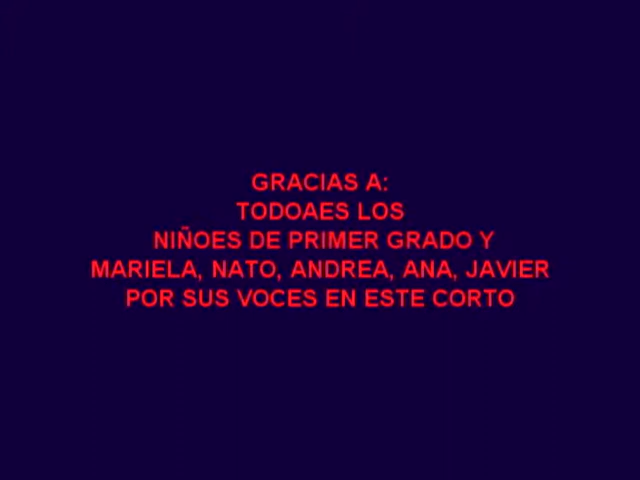 GRACIAS A:
TODOAES LOS
NIÑOES DE PRIMER GRADO Y
MARIELA, NATO, ANDREA, ANA, JAVIER
POR SUS VOCES EN ESTE CORTO